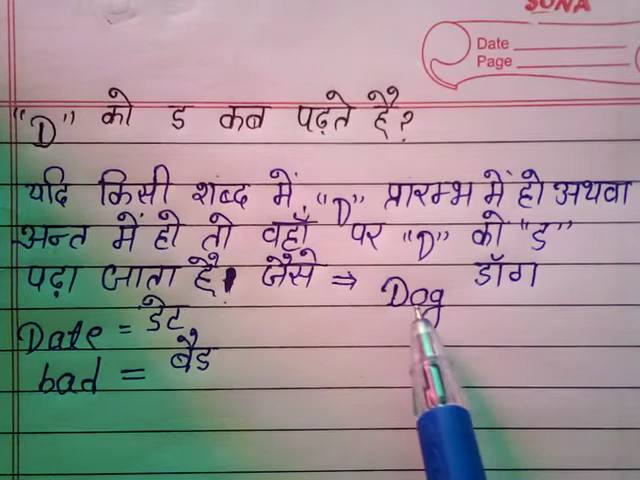 SONA
Date
Page
"D" को ड कब पढ़ते है?
यदि किसी शब्द में, "D" प्रारम्भ में हो अथवा
अन्त में हो तो वहाँ पर "D" को "ड"
पढ़ा जाता है। जैसे ⇒ Dog डॉग
Date = डेट
bad = बैड